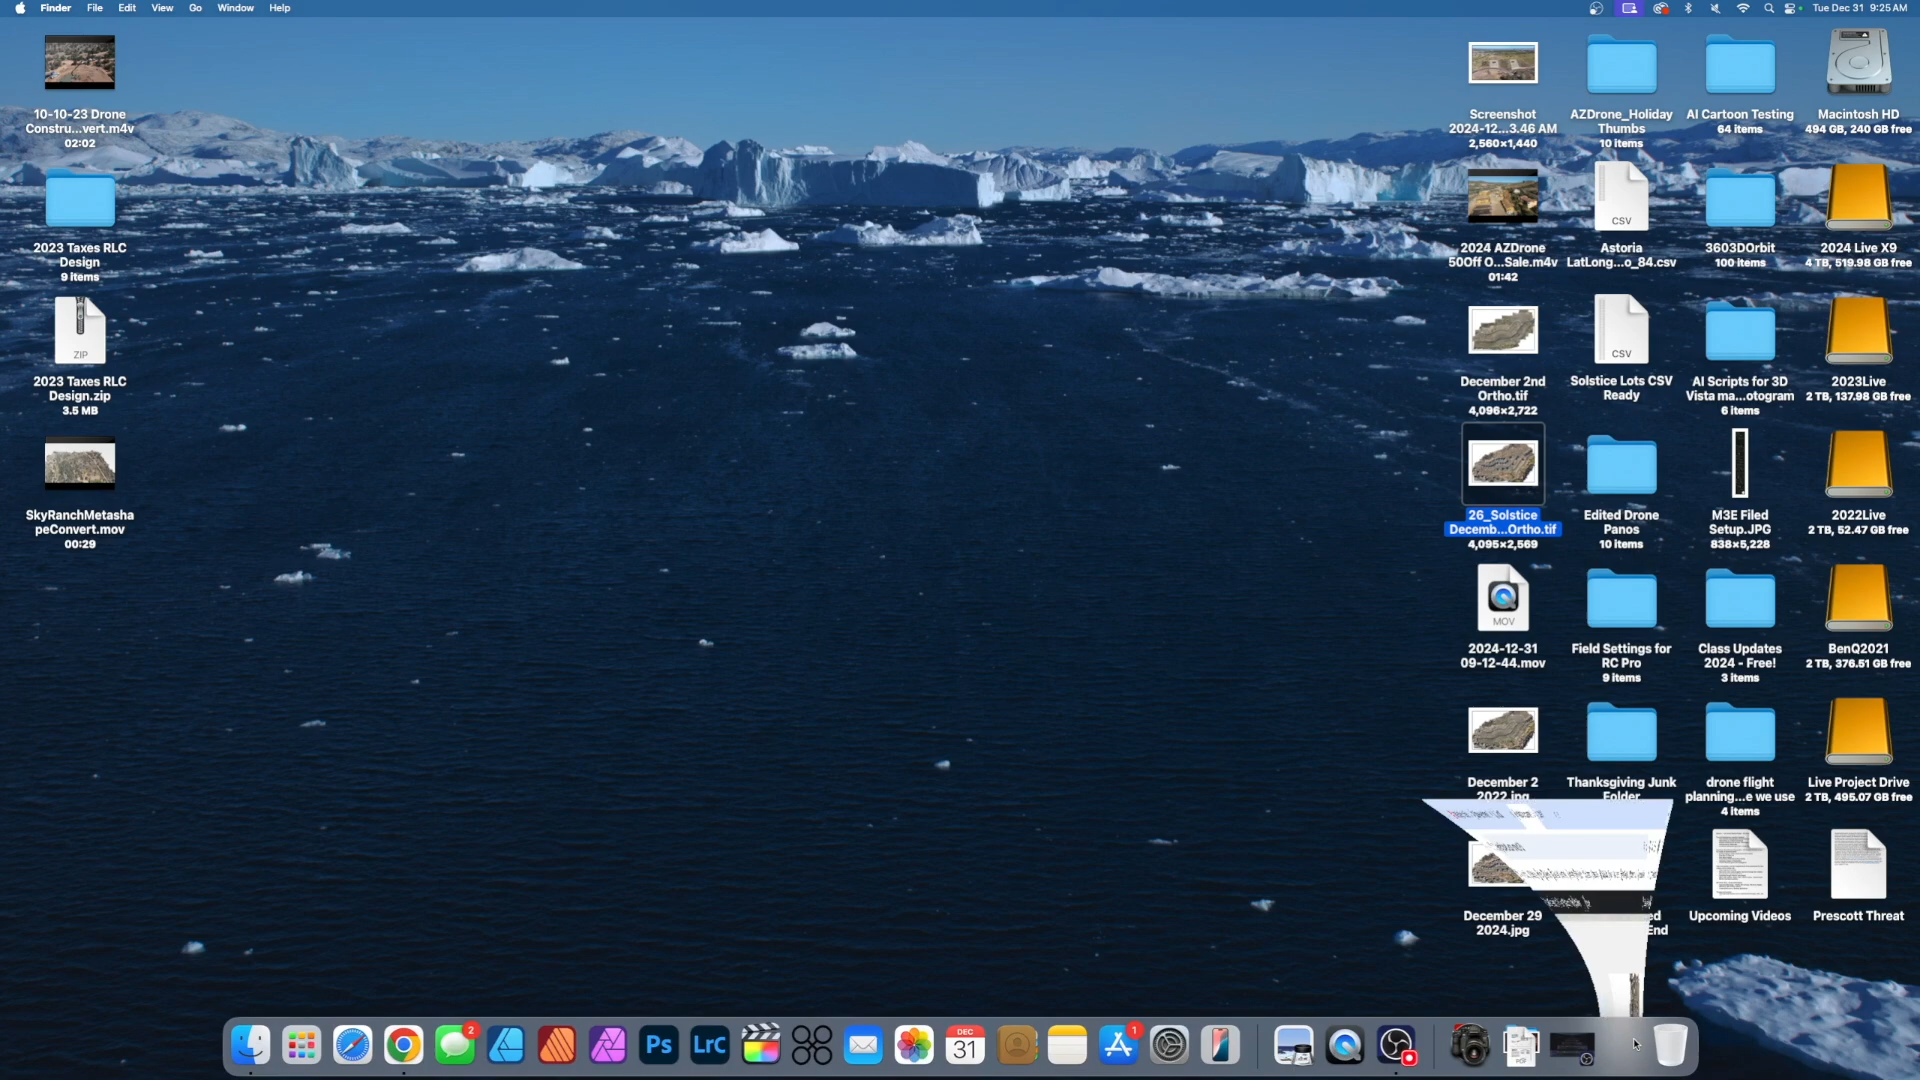 Finder File Edit View Go Window Help
Tue Dec 31 9:25 AM
10-10-23 Drone
Constru...vert.m4v
02:02
2023 Taxes RLC
Design
9 items
ZIP
2023 Taxes RLC
Design.zip
3.5 MB
SkyRanchMetasha
peConvert.mov
00:29
Screenshot
2024-12...3.46 AM
2,560×1,440
2024 AZDrone
50Off O...Sale.m4v
01:42
December 2nd
Ortho.tif
4,096×2,722
26_Solstice
Decemb...Ortho.tif
4,095×2,569
MOV
2024-12-31
09-12-44.mov
December 2
2022.jpg
December 29
2024.jpg
AZDrone_Holiday
Thumbs
10 items
CSV
Astoria
LatLong...o_84.csv
CSV
Solstice Lots CSV
Ready
Edited Drone
Panos
10 items
Field Settings for
RC Pro
9 items
Thanksgiving Junk
Folder
ed
End
AI Cartoon Testing
64 items
3603DOrbit
100 items
AI Scripts for 3D
Vista ma...otogram
6 items
M3E Filed
Setup.JPG
838×5,228
Class Updates
2024 - Free!
3 items
drone flight
planning...e we use
4 items
Upcoming Videos
Macintosh HD
494 GB, 240 GB free
2024 Live X9
4 TB, 519.98 GB free
2023Live
2 TB, 137.98 GB free
2022Live
2 TB, 52.47 GB free
BenQ2021
2 TB, 376.51 GB free
Live Project Drive
2 TB, 495.07 GB free
Prescott Threat
2
Ps
LrC
DEC
31
1
PDF